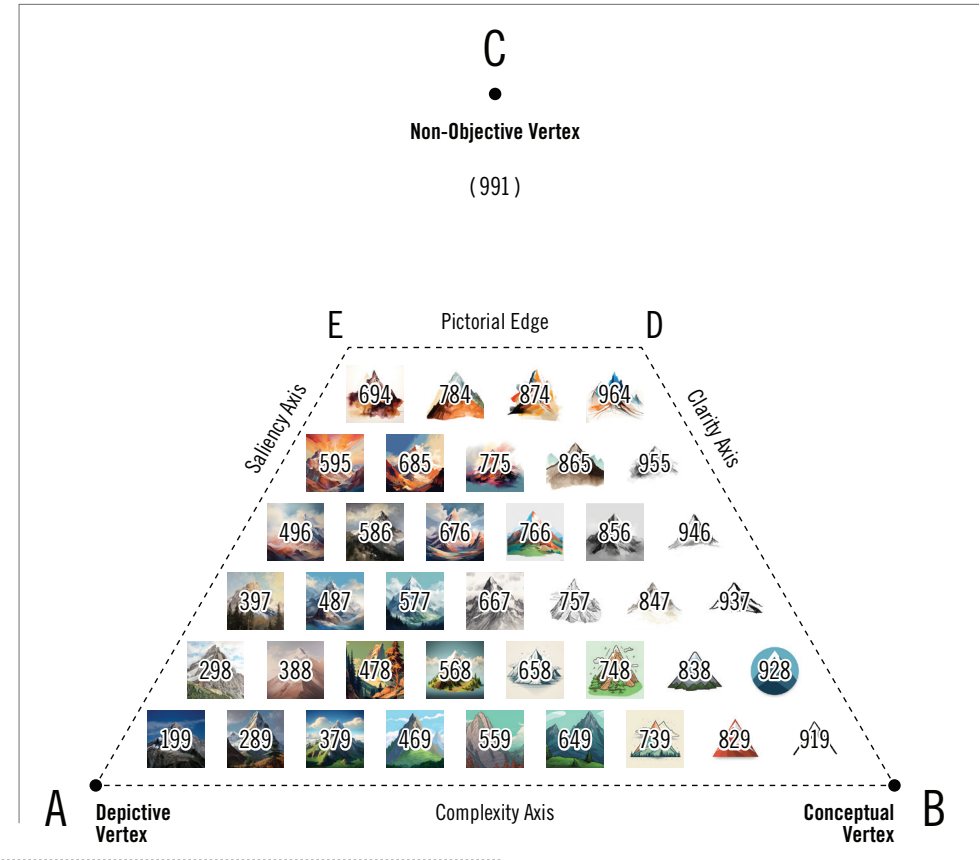 C
Non-Objective Vertex
( 991 )
E
Pictorial Edge
D
Saliency Axis
Clarity Axis
694 784 874 964
595 685 775 865 955
496 586 676 766 856 946
397 487 577 667 757 847 937
298 388 478 568 658 748 838 928
199 289 379 469 559 649 739 829 919
A
Depictive
Vertex
Complexity Axis
Conceptual
Vertex
B